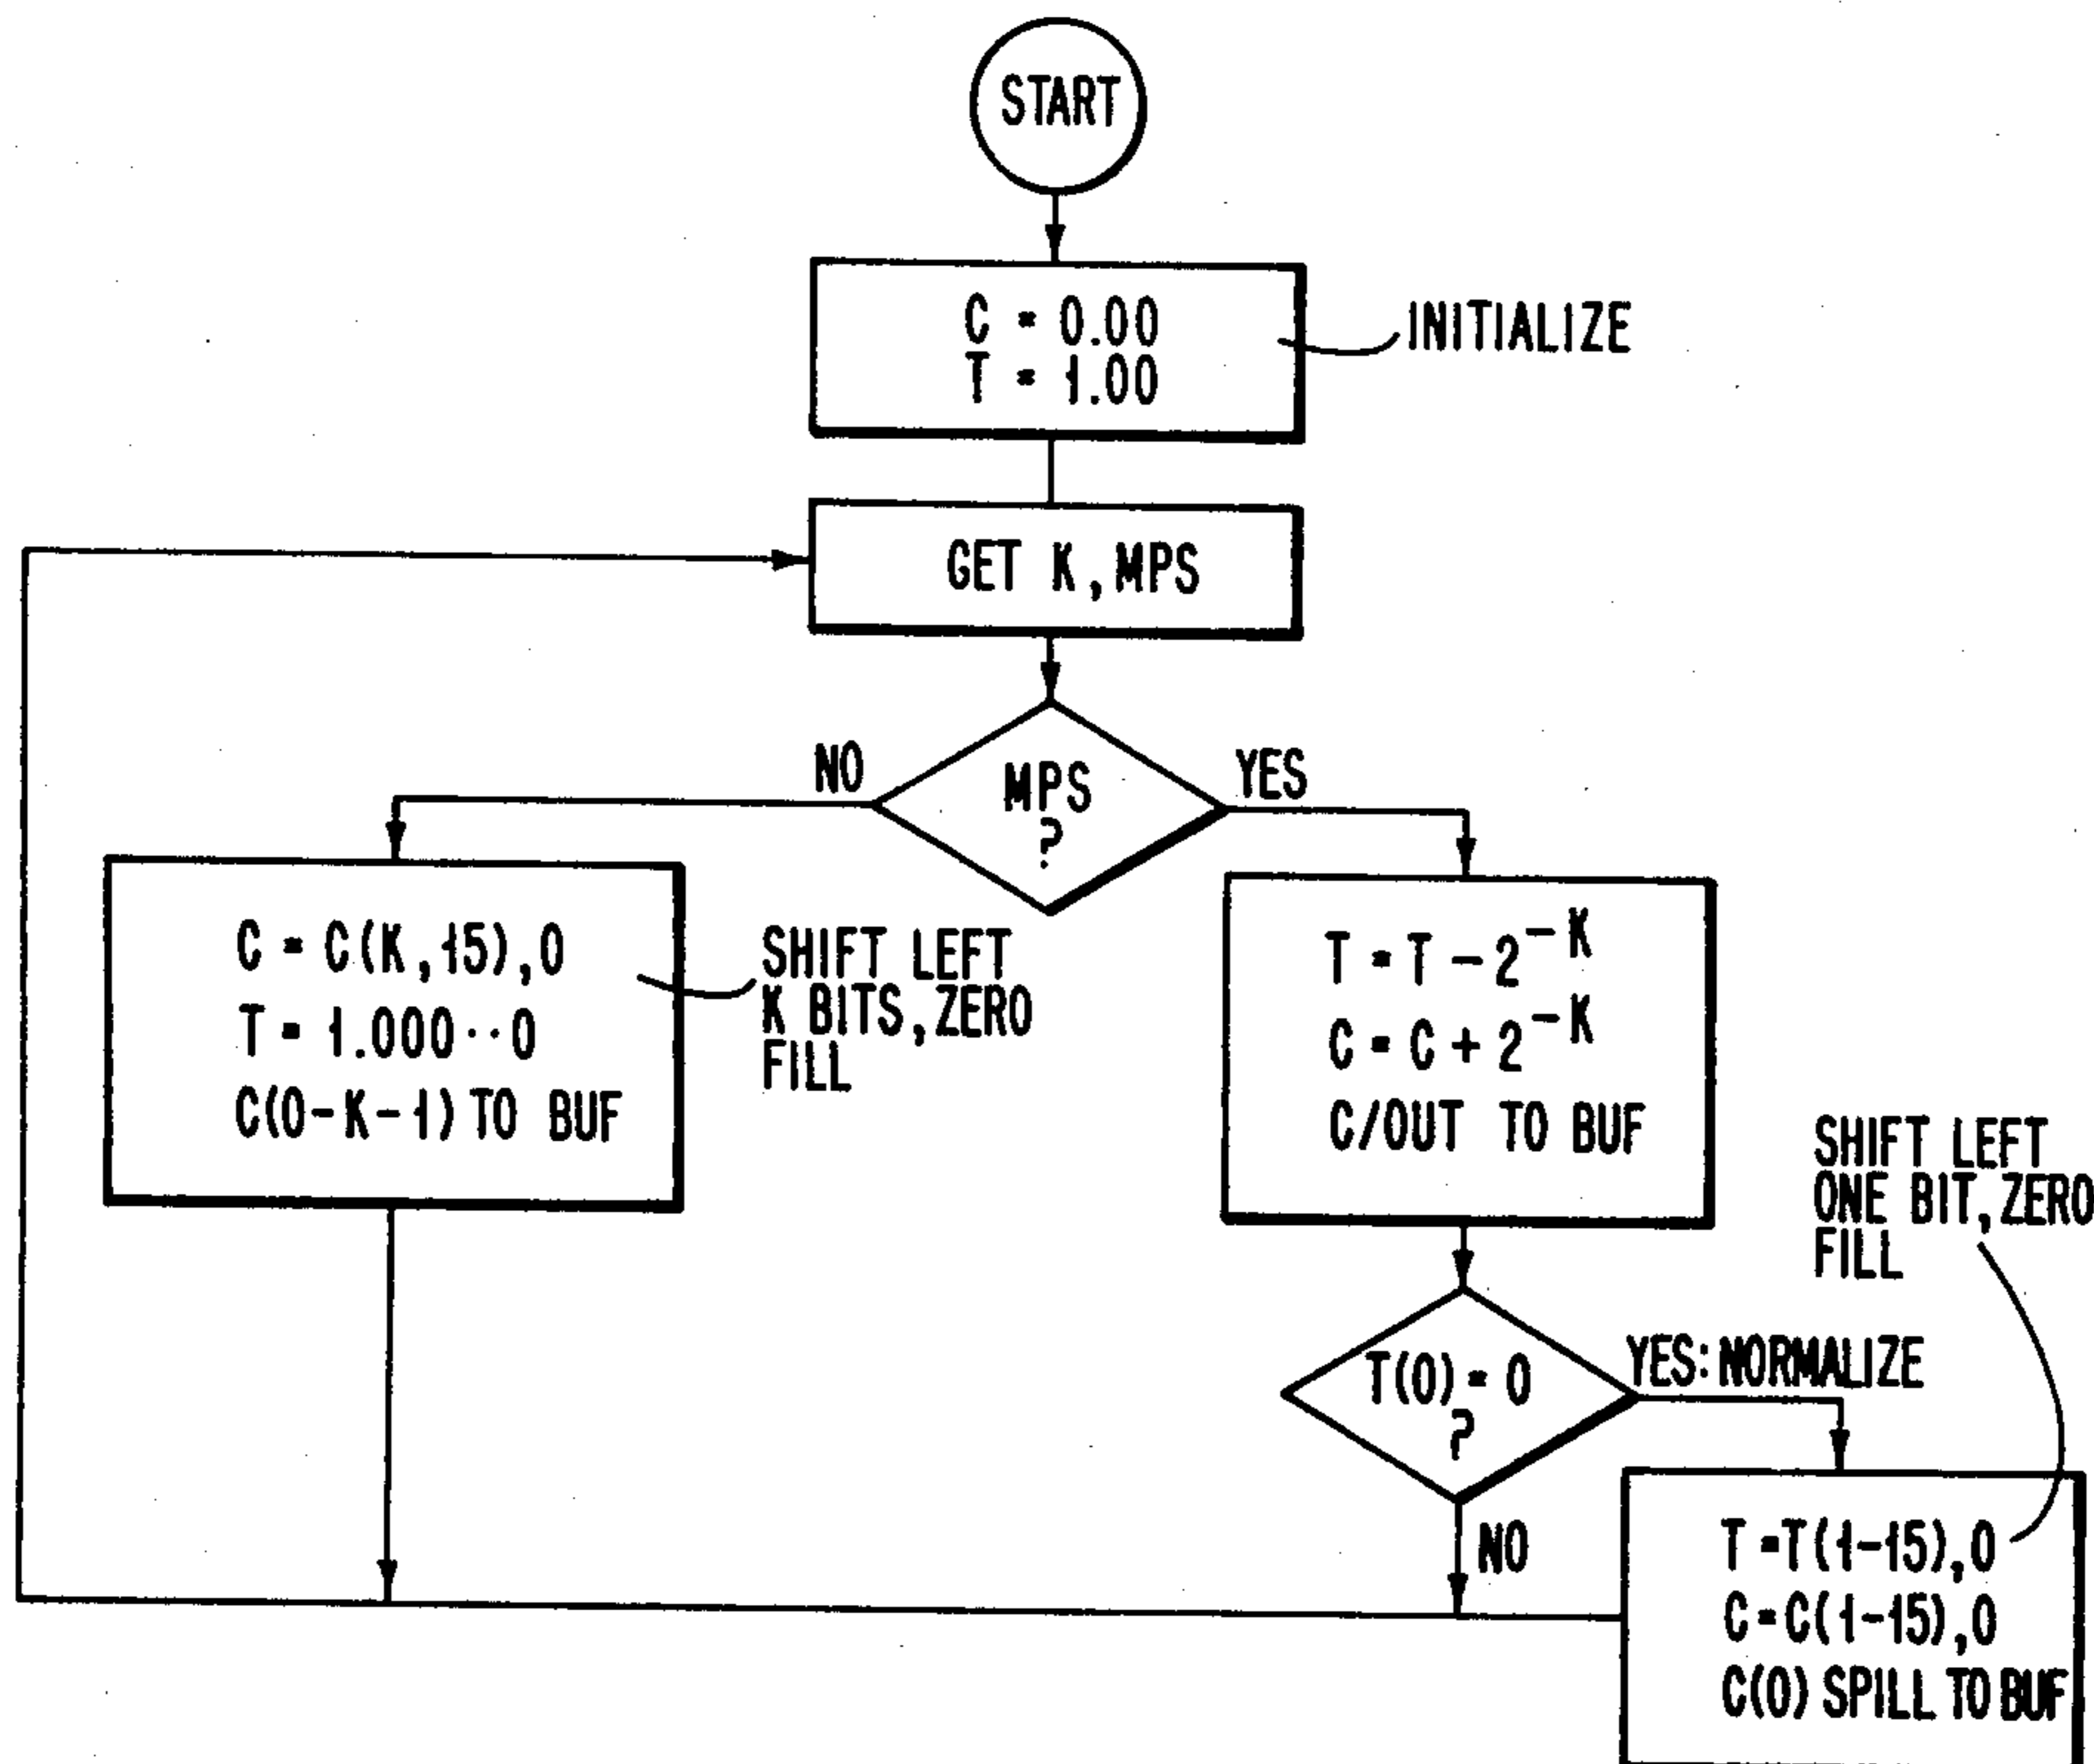 START
C = 0.00
T = 1.00
INITIALIZE
GET K, MPS
NO
MPS
?
YES
C = C(K,15),0
T = 1.000··0
C(0-K-1) TO BUF
SHIFT LEFT
K BITS, ZERO
FILL
T = T - 2^-K
C = C + 2^-K
C/OUT TO BUF
SHIFT LEFT
ONE BIT, ZERO
FILL
T(0) = 0
?
YES: NORMALIZE
NO
T = T(1-15),0
C = C(1-15),0
C(0) SPILL TO BUF